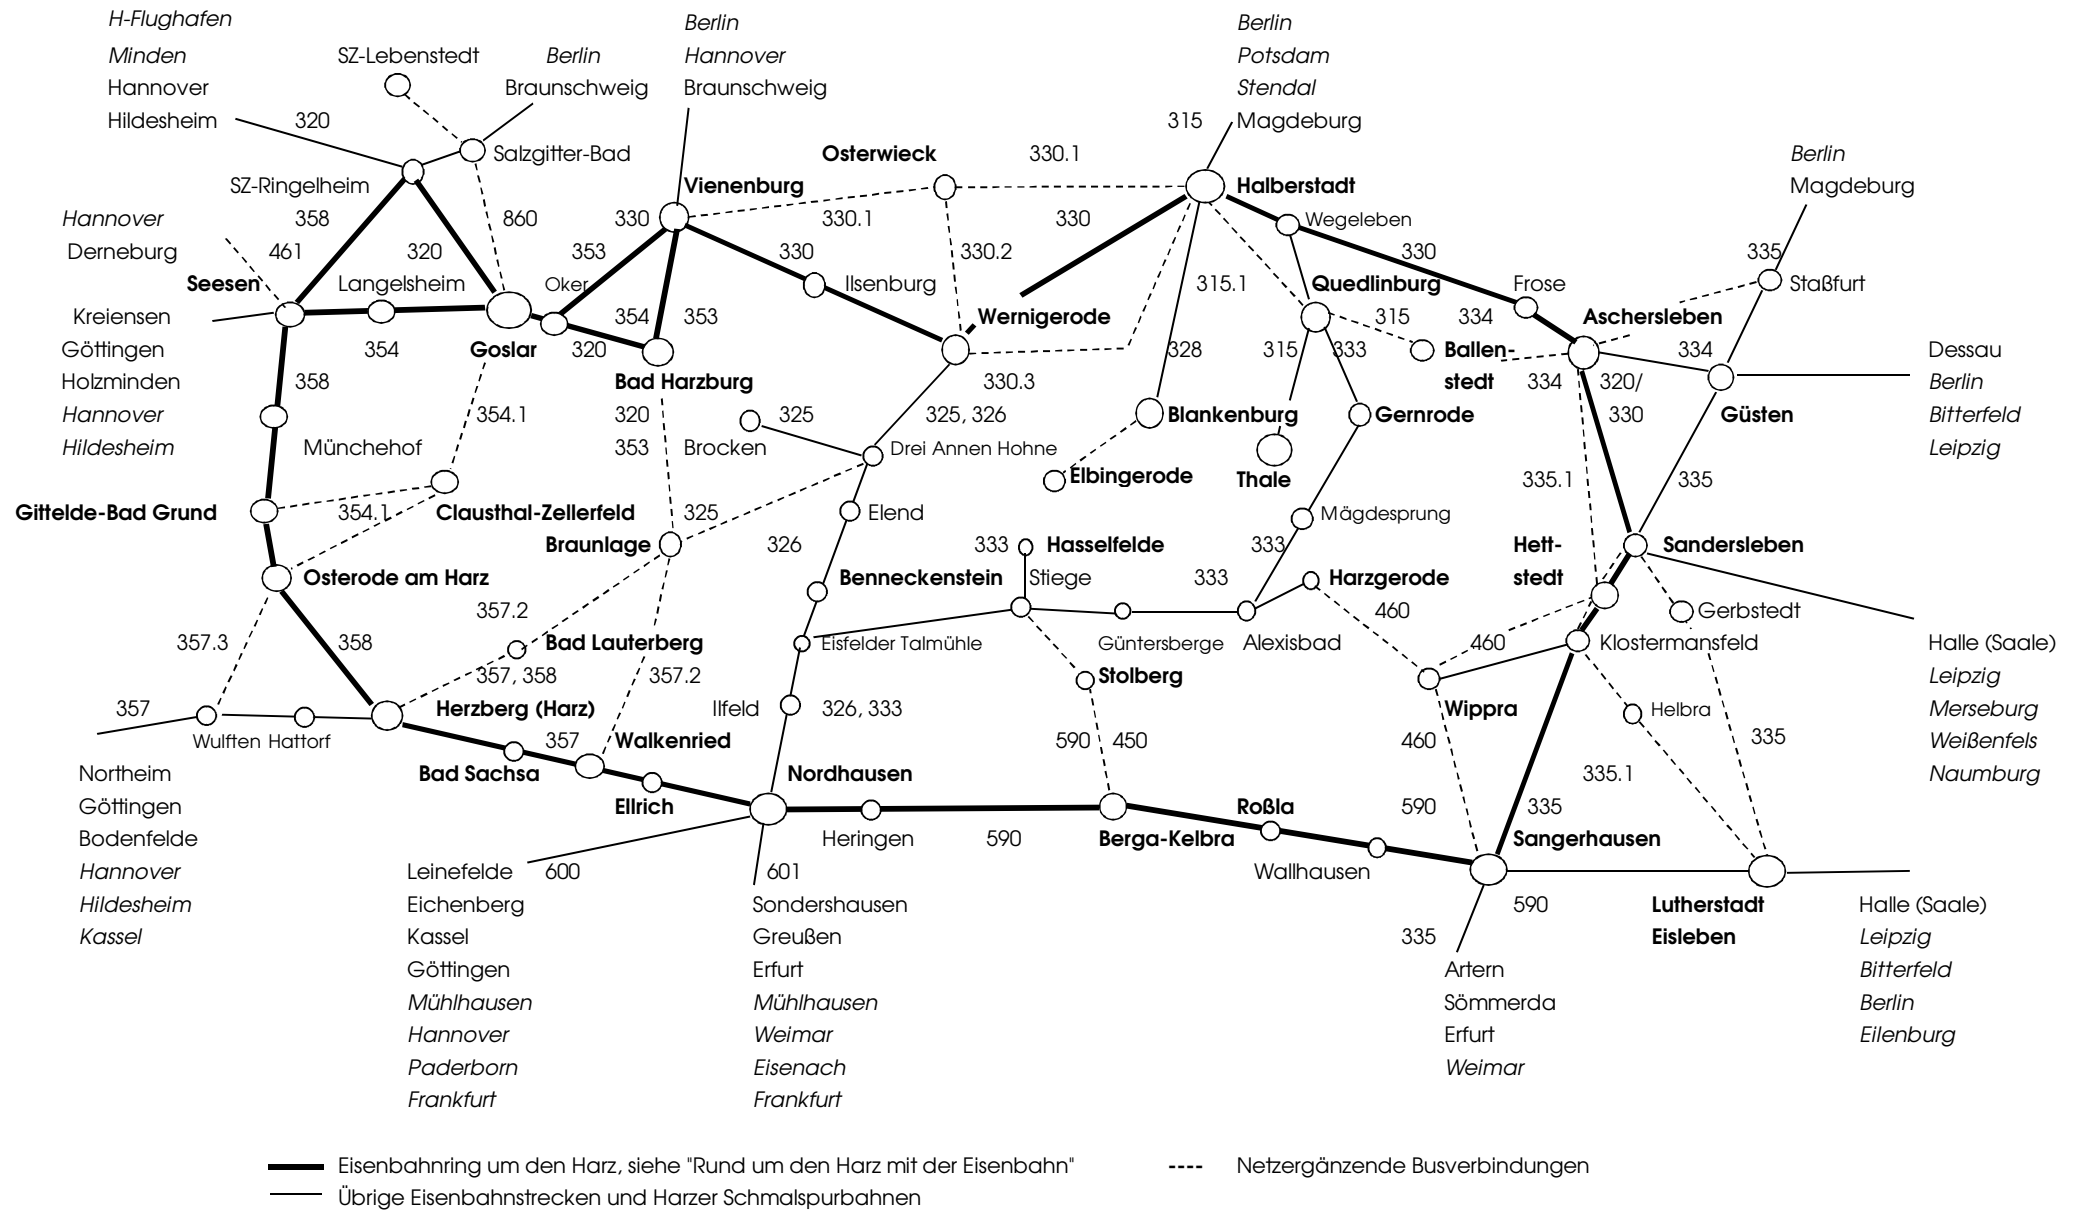 H-Flughafen
Minden
Hannover
Hildesheim
320
SZ-Lebenstedt
Berlin
Braunschweig
Salzgitter-Bad
SZ-Ringelheim
Berlin
Hannover
Braunschweig
Vienenburg
Osterwieck
330.1
315
Berlin
Potsdam
Stendal
Magdeburg
Halberstadt
Wegeleben
Berlin
Magdeburg
Hannover
Derneburg
358
461
320
860
353
330
330.1
330
330.2
330
330
335
Seesen
Langelsheim
Oker
Ilsenburg
315.1
Quedlinburg
Frose
Staßfurt
Kreiensen
Göttingen
Holzminden
Hannover
Hildesheim
354
Goslar
320
354
353
Wernigerode
328
315
333
315
334
Aschersleben
334
Dessau
Berlin
Bitterfeld
Leipzig
Ballen-
stedt
334
320/
330
358
Bad Harzburg
320
353
330.3
354.1
325
325, 326
Blankenburg
Gernrode
Güsten
Münchehof
Brocken
Drei Annen Hohne
Elbingerode
Thale
335.1
335
Gittelde-Bad Grund
354.1
Clausthal-Zellerfeld
325
Elend
Mägdesprung
Braunlage
326
333
Hasselfelde
333
Hett-
stedt
Sandersleben
Osterode am Harz
Benneckenstein
Stiege
333
Harzgerode
357.2
460
Gerbstedt
357.3
358
Bad Lauterberg
Eisfelder Talmühle
Güntersberge
Alexisbad
460
Klostermansfeld
Halle (Saale)
Leipzig
Merseburg
Weißenfels
Naumburg
357, 358
357.2
Stolberg
357
Herzberg (Harz)
Ilfeld
326, 333
Wippra
Helbra
Wulften
Hattorf
357
Walkenried
590
450
460
335
Northeim
Göttingen
Bodenfelde
Hannover
Hildesheim
Kassel
Bad Sachsa
Nordhausen
335.1
Ellrich
Roßla
590
335
Heringen
590
Berga-Kelbra
Sangerhausen
Leinefelde
600
Eichenberg
Kassel
Göttingen
Mühlhausen
Hannover
Paderborn
Frankfurt
601
Sondershausen
Greußen
Erfurt
Mühlhausen
Weimar
Eisenach
Frankfurt
Wallhausen
590
335
Artern
Sömmerda
Erfurt
Weimar
Lutherstadt
Eisleben
Halle (Saale)
Leipzig
Bitterfeld
Berlin
Eilenburg
Eisenbahnring um den Harz, siehe "Rund um den Harz mit der Eisenbahn"
Netzergänzende Busverbindungen
Übrige Eisenbahnstrecken und Harzer Schmalspurbahnen